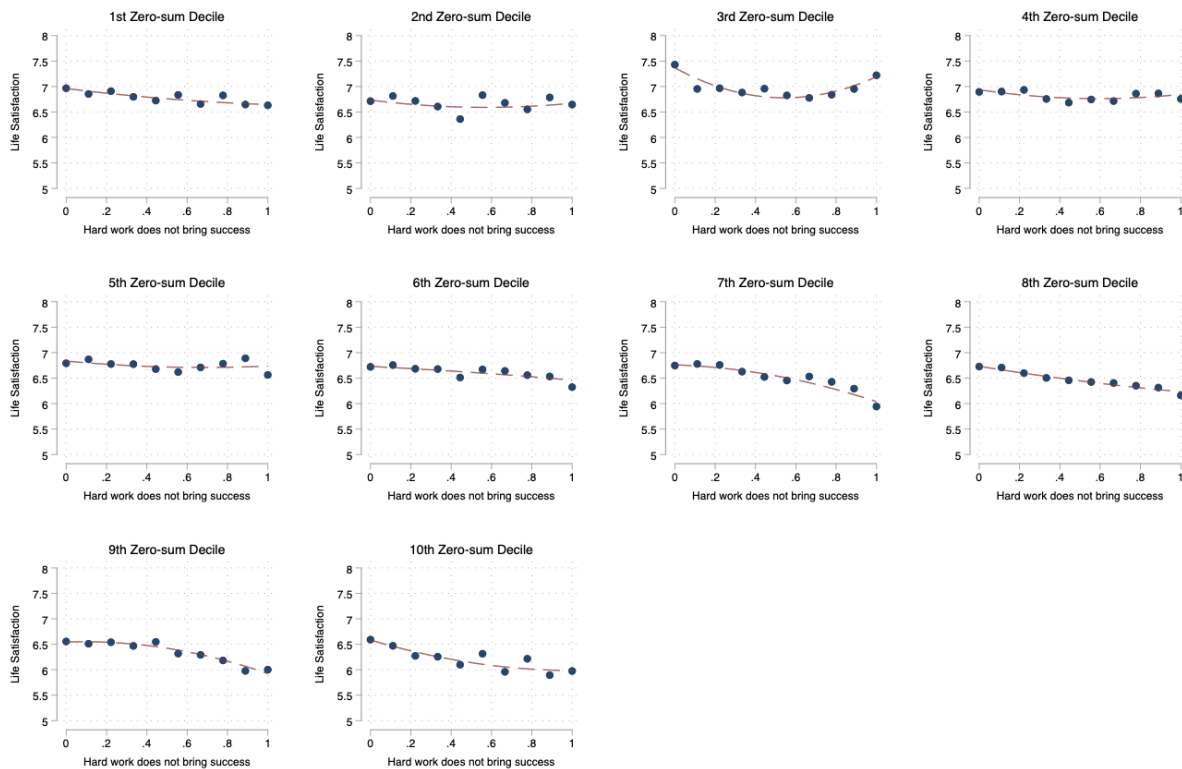 1st Zero-sum Decile
8
7.5
7
6.5
6
5.5
5
Life Satisfaction
0 .2 .4 .6 .8 1
Hard work does not bring success
2nd Zero-sum Decile
8
7.5
7
6.5
6
5.5
5
Life Satisfaction
0 .2 .4 .6 .8 1
Hard work does not bring success
3rd Zero-sum Decile
8
7.5
7
6.5
6
5.5
5
Life Satisfaction
0 .2 .4 .6 .8 1
Hard work does not bring success
4th Zero-sum Decile
8
7.5
7
6.5
6
5.5
5
Life Satisfaction
0 .2 .4 .6 .8 1
Hard work does not bring success
5th Zero-sum Decile
8
7.5
7
6.5
6
5.5
5
Life Satisfaction
0 .2 .4 .6 .8 1
Hard work does not bring success
6th Zero-sum Decile
8
7.5
7
6.5
6
5.5
5
Life Satisfaction
0 .2 .4 .6 .8 1
Hard work does not bring success
7th Zero-sum Decile
8
7.5
7
6.5
6
5.5
5
Life Satisfaction
0 .2 .4 .6 .8 1
Hard work does not bring success
8th Zero-sum Decile
8
7.5
7
6.5
6
5.5
5
Life Satisfaction
0 .2 .4 .6 .8 1
Hard work does not bring success
9th Zero-sum Decile
8
7.5
7
6.5
6
5.5
5
Life Satisfaction
0 .2 .4 .6 .8 1
Hard work does not bring success
10th Zero-sum Decile
8
7.5
7
6.5
6
5.5
5
Life Satisfaction
0 .2 .4 .6 .8 1
Hard work does not bring success